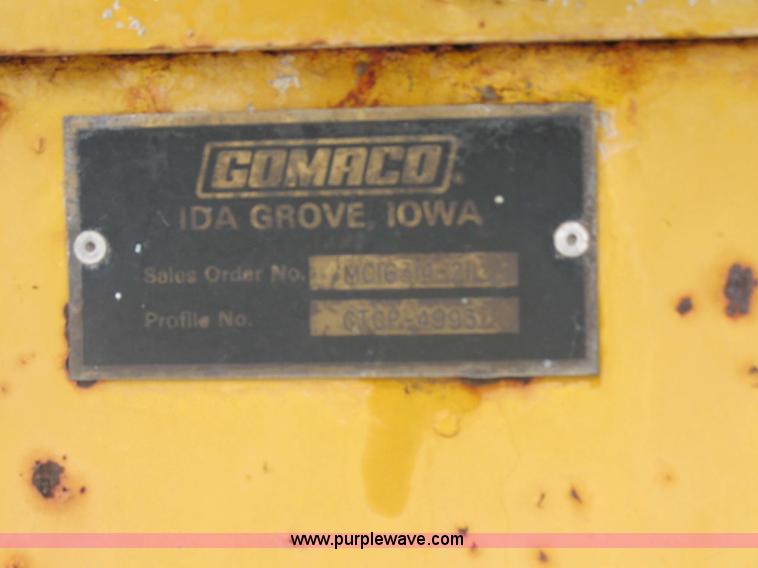 GOMACO
IDA GROVE, IOWA
Sales Order No.
Profile No.
www.purplewave.com